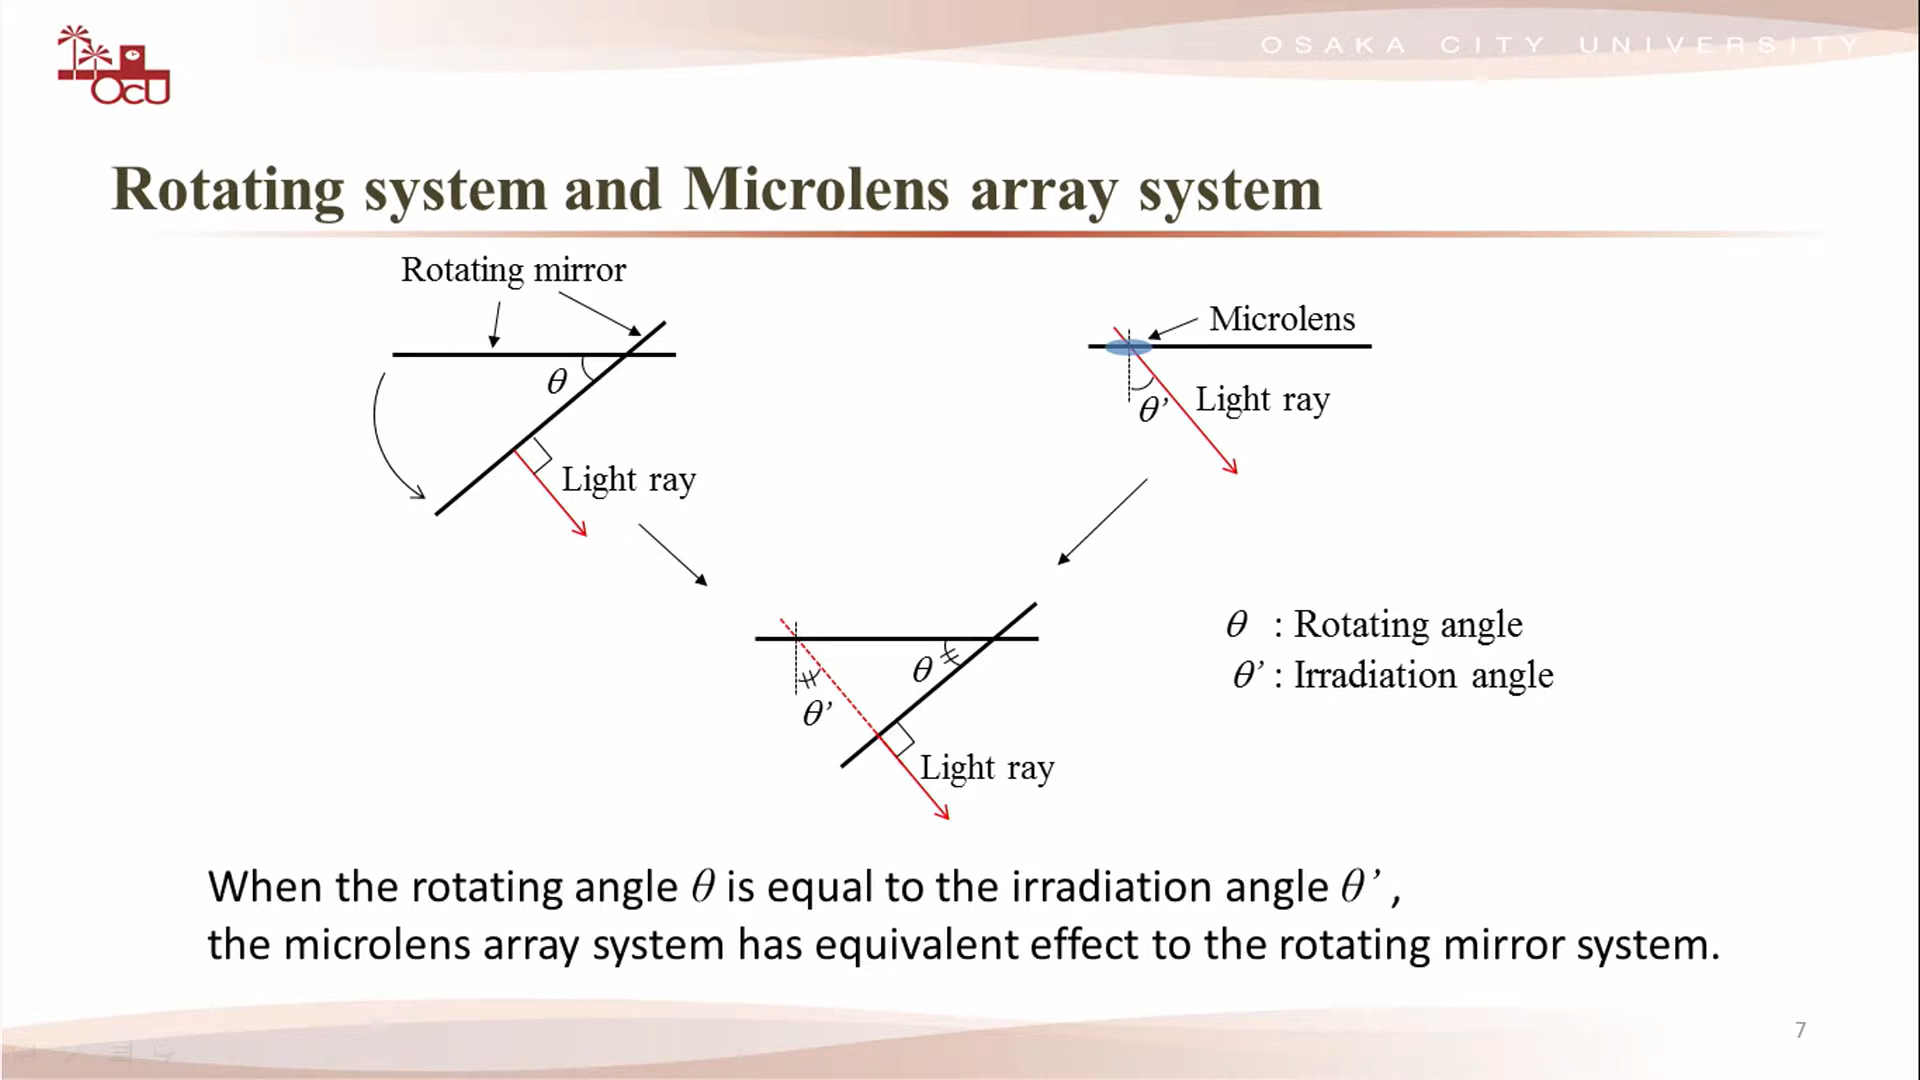 OSAKA CITY UNIVERSITY
OCU
Rotating system and Microlens array system
Rotating mirror
θ
Light ray
Microlens
θ’
Light ray
θ
θ’
Light ray
θ : Rotating angle
θ’ : Irradiation angle
When the rotating angle θ is equal to the irradiation angle θ’ ,
the microlens array system has equivalent effect to the rotating mirror system.
7